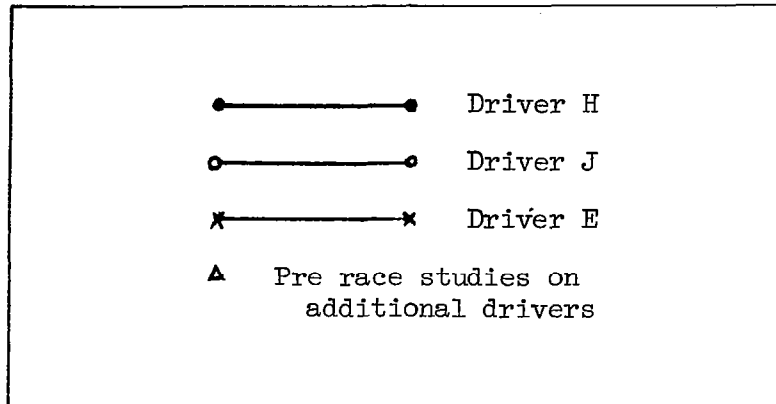 Driver H
Driver J
Driver E
Pre race studies on
additional drivers